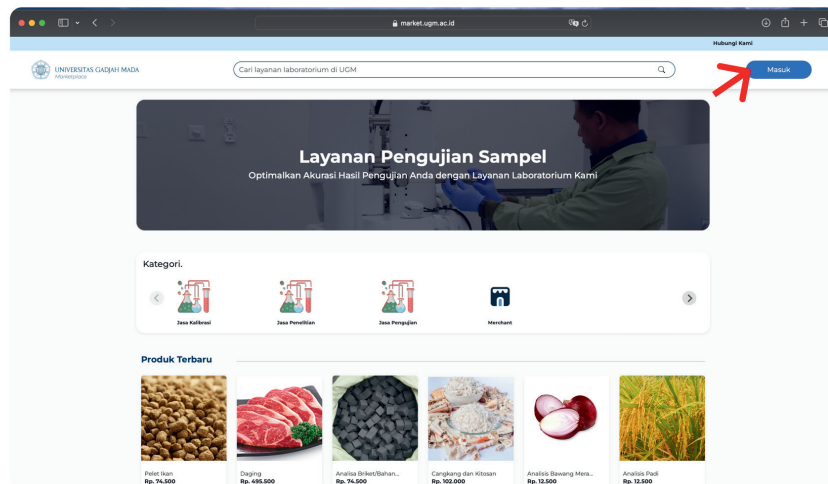 market.ugm.ac.id
Hubungi Kami
UNIVERSITAS GADJAH MADA
Marketplace
Cari layanan laboratorium di UGM
Masuk
Layanan Pengujian Sampel
Optimalkan Akurasi Hasil Pengujian Anda dengan Layanan Laboratorium Kami
Kategori.
Jasa Kalibrasi
Jasa Penelitian
Jasa Pengujian
Merchant
Produk Terbaru
Pelet Ikan
Rp. 74.500
Daging
Rp. 495.500
Analisa Briket/Bahan...
Rp. 74.500
Cangkang dan Kitosan
Rp. 102.000
Analisis Bawang Mera...
Rp. 12.500
Analisis Padi
Rp. 12.500